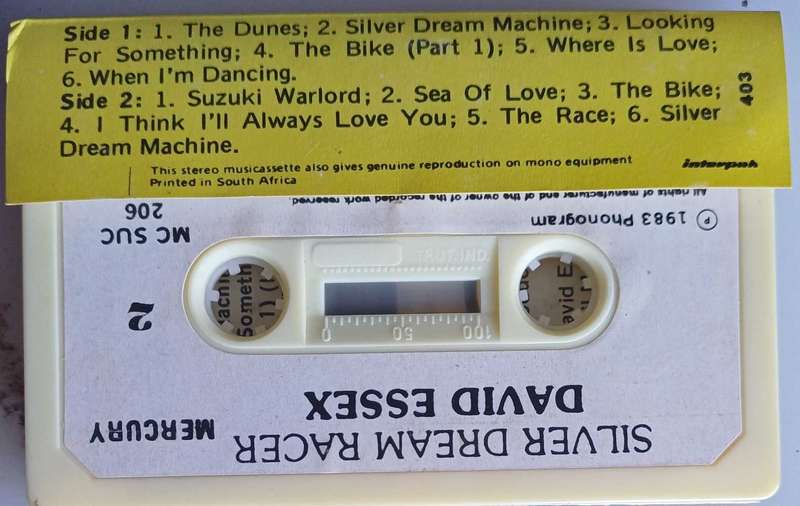 Side 1: 1. The Dunes; 2. Silver Dream Machine; 3. Looking
For Something; 4. The Bike (Part 1); 5. Where Is Love;
6. When I'm Dancing.
Side 2: 1. Suzuki Warlord; 2. Sea Of Love; 3. The Bike;
4. I Think I'll Always Love You; 5. The Race; 6. Silver
Dream Machine.
403
This stereo musicassette also gives genuine reproduction on mono equipment
Printed in South Africa
interpak
SILVER DREAM RACER
DAVID ESSEX
MERCURY
2
100 50 0
TRUTIND.
MC SUC
206
℗ 1983 Phonogram
All rights of manufacturer and of the owner of the recorded work reserved.